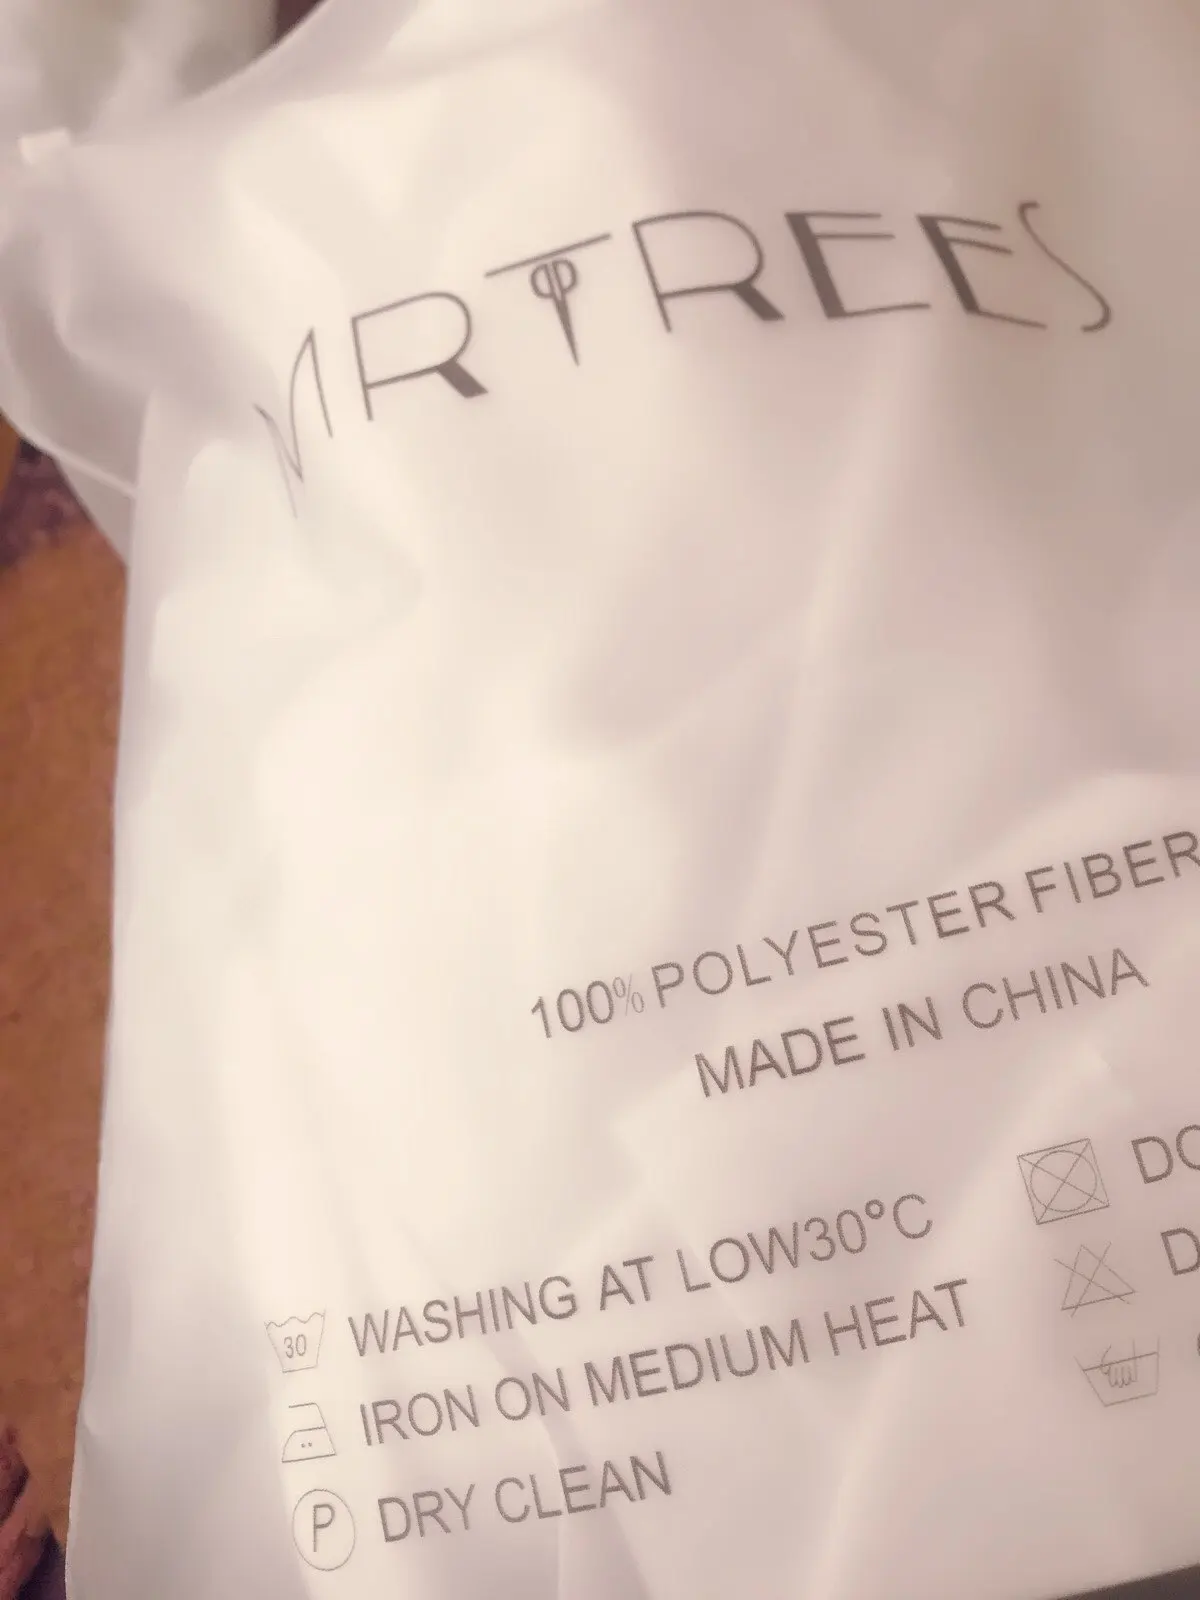 MRTREES
100% POLYESTER FIBER
MADE IN CHINA
30 WASHING AT LOW30°C
IRON ON MEDIUM HEAT
P DRY CLEAN